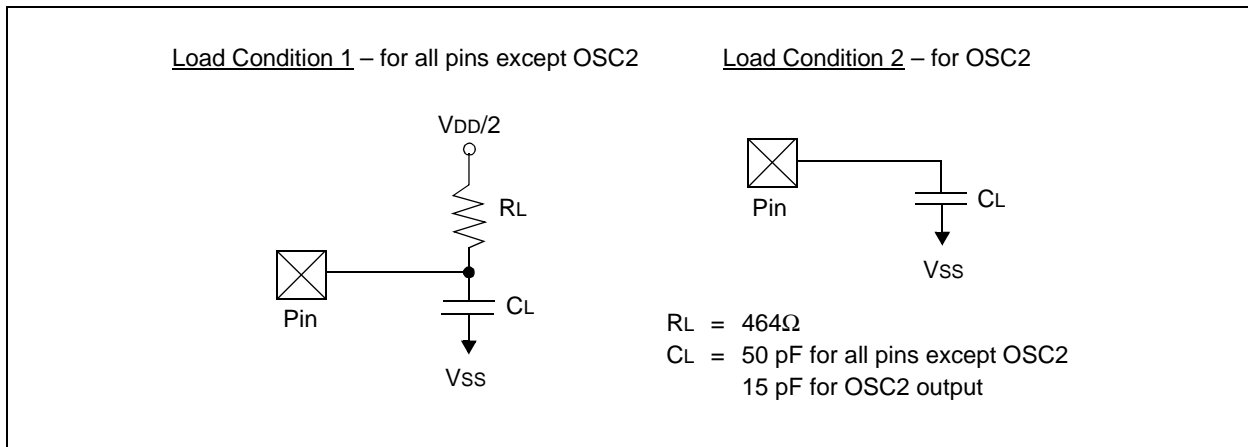 Load Condition 1 – for all pins except OSC2
VDD/2
RL
Pin
CL
VSS
Load Condition 2 – for OSC2
Pin
CL
VSS
RL = 464Ω
CL = 50 pF for all pins except OSC2
15 pF for OSC2 output